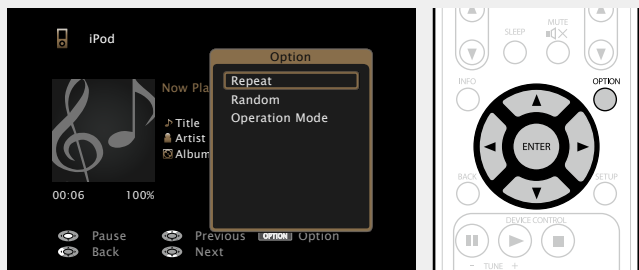 iPod
Option
Repeat
Random
Operation Mode
Now Pla
Title
Artist
Album
00:06 100%
Pause
Previous
OPTION Option
Back
Next
SLEEP
MUTE
INFO
OPTION
ENTER
BACK
SETUP
DEVICE CONTROL
- TUNE +